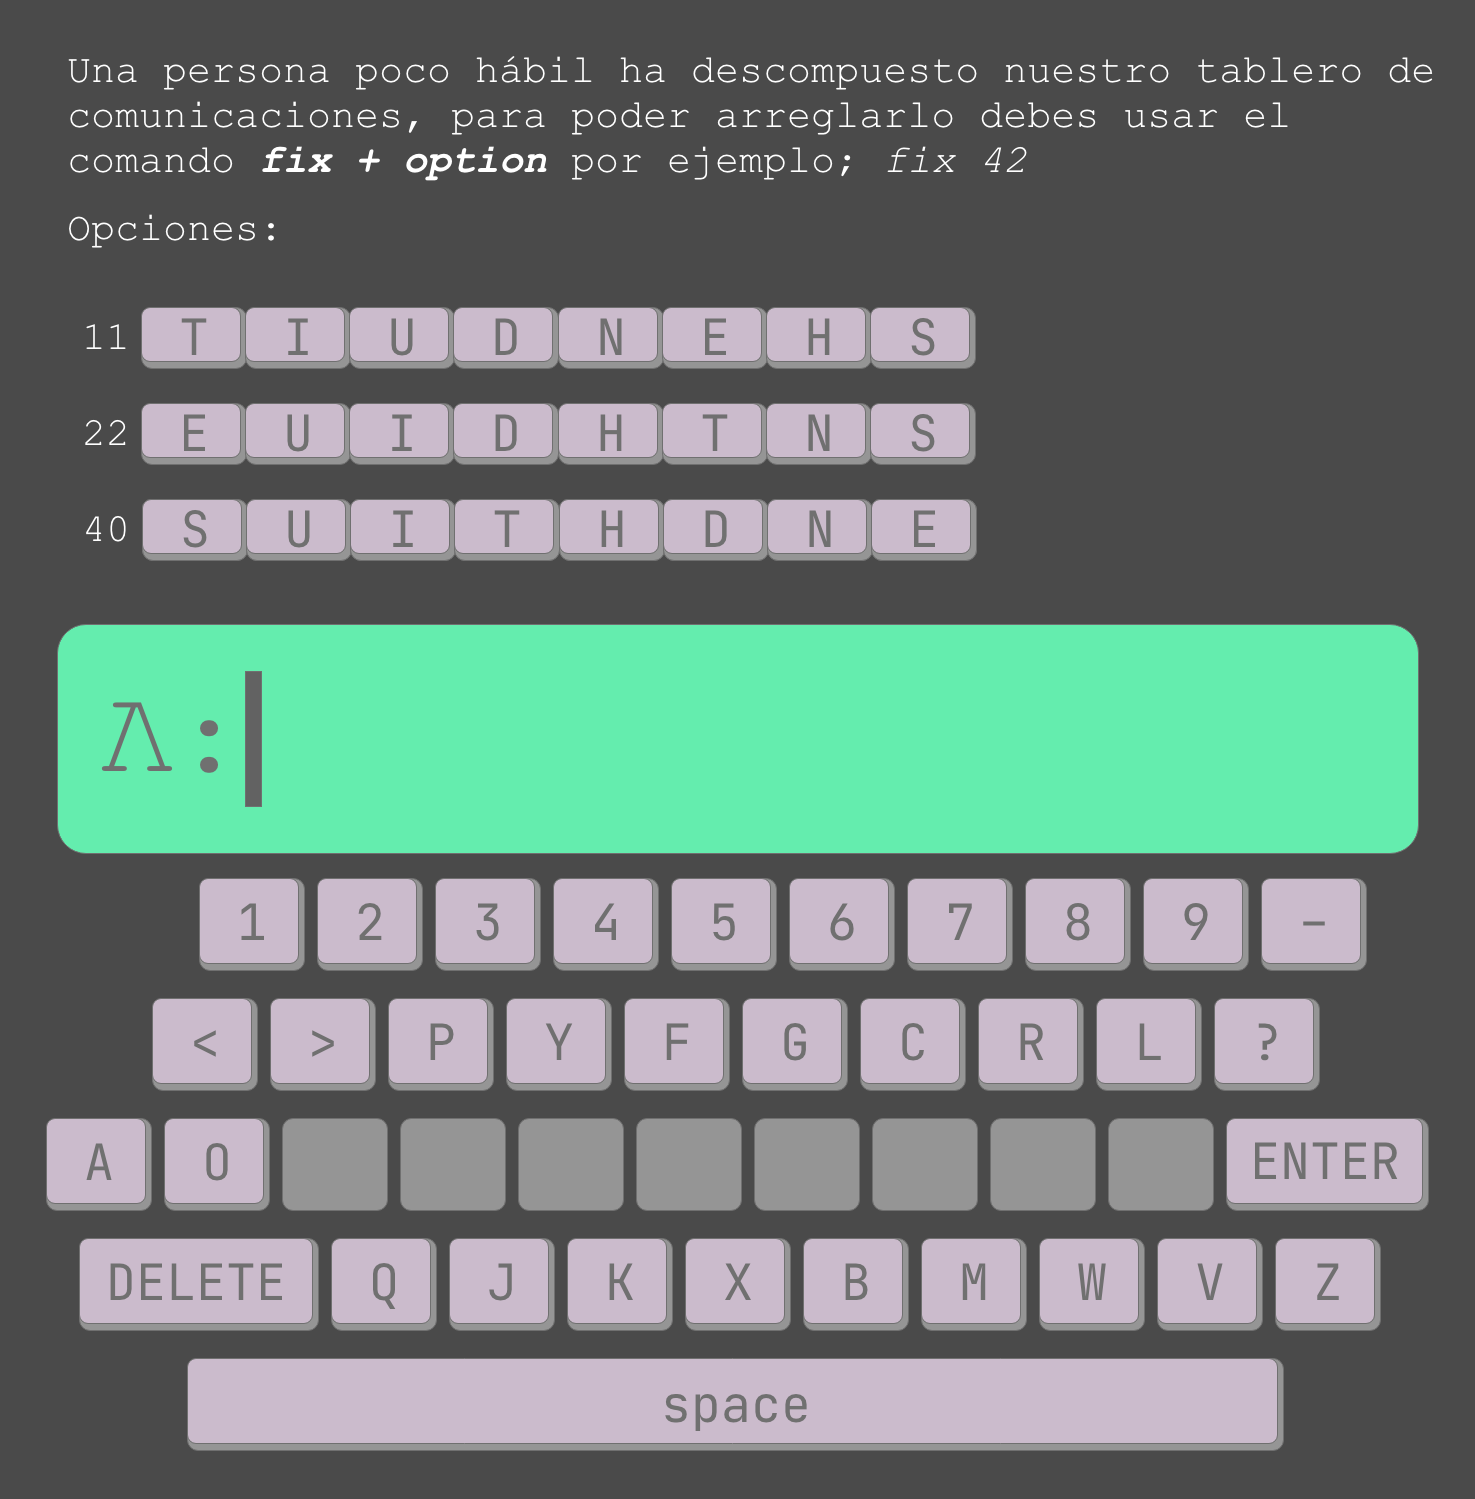 Una persona poco hábil ha descompuesto nuestro tablero de
comunicaciones, para poder arreglarlo debes usar el
comando fix + option por ejemplo; fix 42
Opciones:
11 T I U D N E H S
22 E U I D H T N S
40 S U I T H D N E
Λ:
1 2 3 4 5 6 7 8 9 -
< > P Y F G C R L ?
A O ENTER
DELETE Q J K X B M W V Z
space